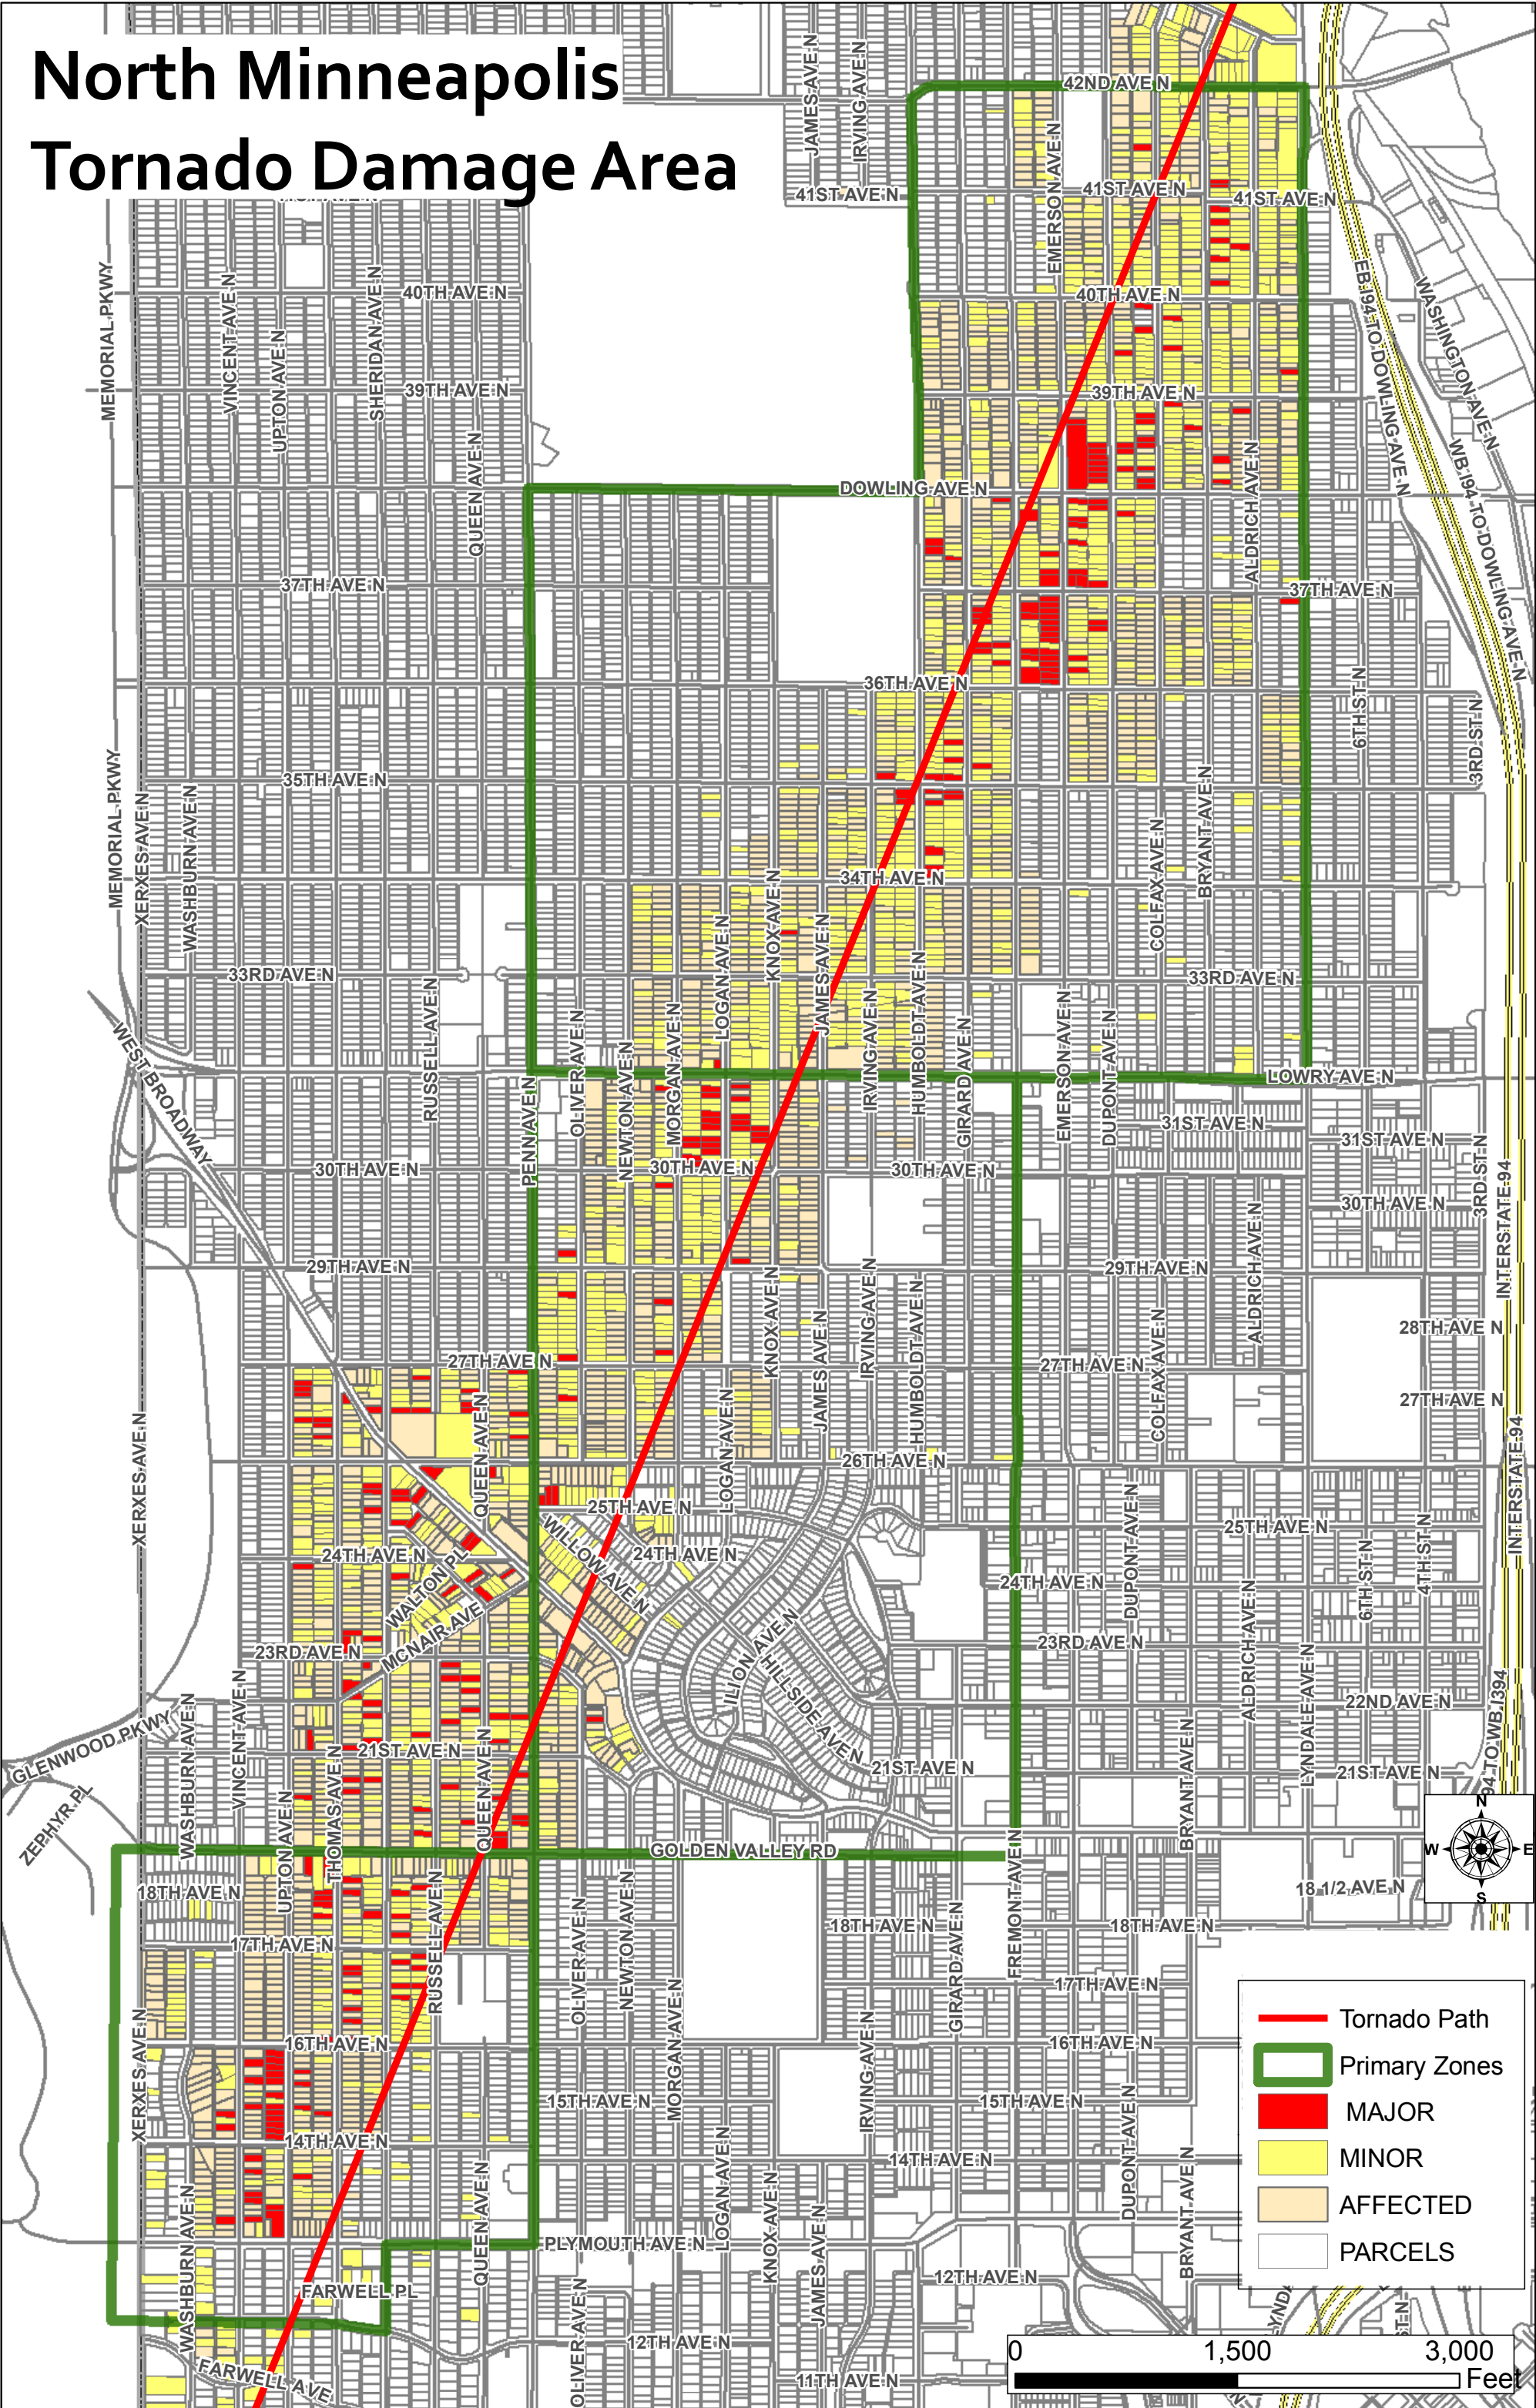 North Minneapolis
Tornado Damage Area
42ND AVE N
JAMES AVE N
IRVING AVE N
EMERSON AVE N
41ST AVE N
41ST AVE N
41ST AVE N
MEMORIAL PKWY
VINCENT AVE N
UPTON AVE N
SHERIDAN AVE N
40TH AVE N
40TH AVE N
EB I94 TO DOWLING AVE N
WASHINGTON AVE N
39TH AVE N
39TH AVE N
QUEEN AVE N
ALDRICH AVE N
WB I94 TO DOWLING AVE N
DOWLING AVE N
37TH AVE N
37TH AVE N
36TH AVE N
6TH ST N
3RD ST N
MEMORIAL PKWY
XERXES AVE N
WASHBURN AVE N
35TH AVE N
BRYANT AVE N
COLFAX AVE N
34TH AVE N
KNOX AVE N
LOGAN AVE N
JAMES AVE N
HUMBOLDT AVE N
33RD AVE N
33RD AVE N
RUSSELL AVE N
OLIVER AVE N
NEWTON AVE N
MORGAN AVE N
IRVING AVE N
GIRARD AVE N
EMERSON AVE N
DUPONT AVE N
WEST BROADWAY
PENN AVE N
LOWRY AVE N
31ST AVE N
31ST AVE N
30TH AVE N
30TH AVE N
30TH AVE N
30TH AVE N
3RD ST N
INTERSTATE 94
29TH AVE N
29TH AVE N
KNOX AVE N
JAMES AVE N
IRVING AVE N
HUMBOLDT AVE N
COLFAX AVE N
ALDRICH AVE N
28TH AVE N
27TH AVE N
27TH AVE N
27TH AVE N
XERXES AVE N
QUEEN AVE N
LOGAN AVE N
26TH AVE N
INTERSTATE 94
25TH AVE N
25TH AVE N
WILLOW AVE N
24TH AVE N
24TH AVE N
24TH AVE N
WALTON PL
MCNAIR AVE
DUPONT AVE N
ALDRICH AVE N
6TH ST N
4TH ST N
23RD AVE N
23RD AVE N
ILION AVE N
HILLSIDE AVE N
LYNDALE AVE N
22ND AVE N
GLENWOOD PKWY
ZEPHYR PL
WASHBURN AVE N
VINCENT AVE N
UPTON AVE N
THOMAS AVE N
21ST AVE N
QUEEN AVE N
21ST AVE N
21ST AVE N
BRYANT AVE N
94 TO WB I394
N
W
E
S
GOLDEN VALLEY RD
FREMONT AVE N
18TH AVE N
RUSSELL AVE N
OLIVER AVE N
NEWTON AVE N
18TH AVE N
GIRARD AVE N
18TH AVE N
18 1/2 AVE N
17TH AVE N
17TH AVE N
XERXES AVE N
16TH AVE N
MORGAN AVE N
IRVING AVE N
16TH AVE N
15TH AVE N
15TH AVE N
14TH AVE N
14TH AVE N
DUPONT AVE N
BRYANT AVE N
WASHBURN AVE N
QUEEN AVE N
LOGAN AVE N
KNOX AVE N
JAMES AVE N
PLYMOUTH AVE N
FARWELL PL
12TH AVE N
12TH AVE N
OLIVER AVE N
FARWELL AVE
11TH AVE N
Tornado Path
Primary Zones
MAJOR
MINOR
AFFECTED
PARCELS
0 1,500 3,000
Feet